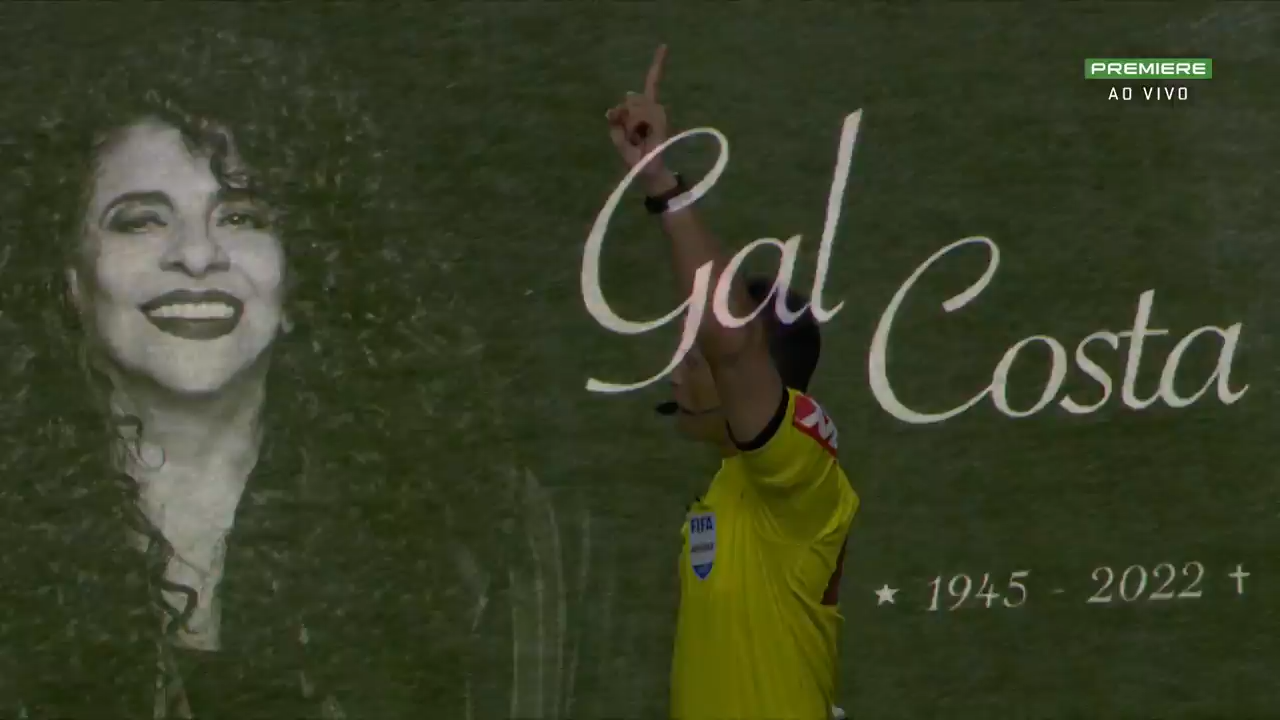 PREMIERE
AO VIVO
Gal
Costa
FIFA
★ 1945 - 2022 ✝